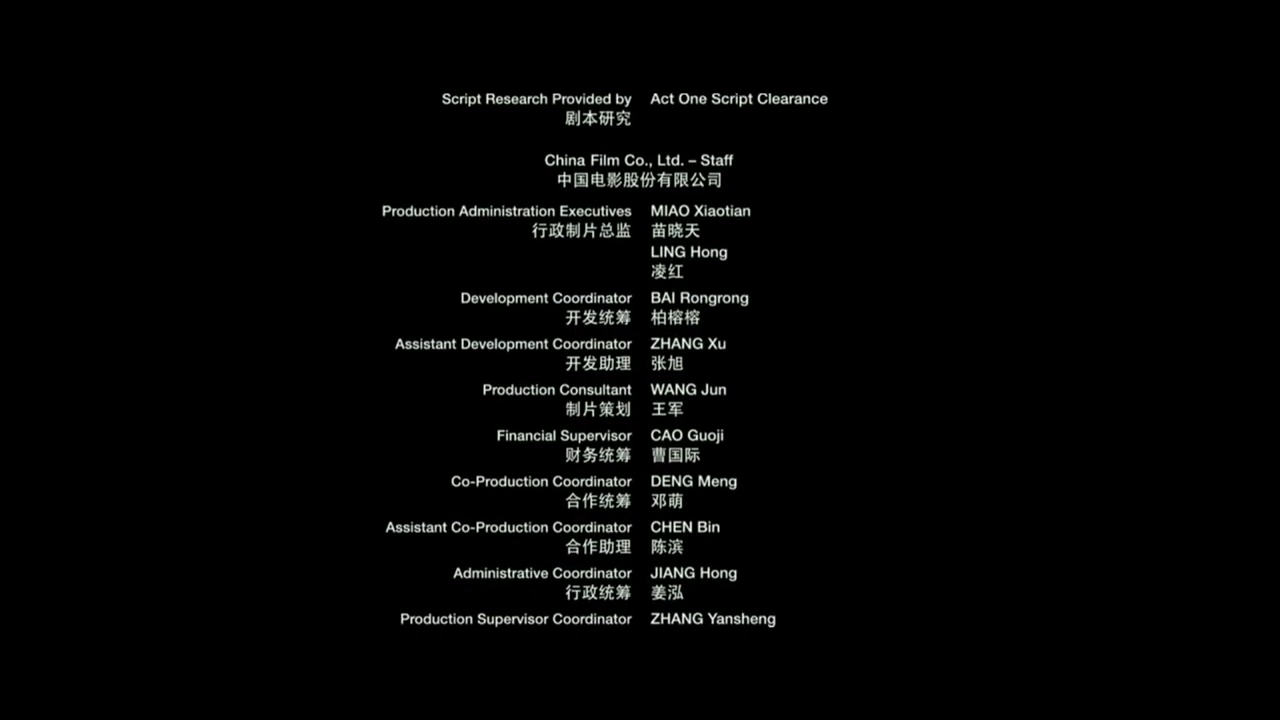 Script Research Provided by Act One Script Clearance
剧本研究
China Film Co., Ltd. – Staff
中国电影股份有限公司
Production Administration Executives MIAO Xiaotian
行政制片总监 苗晓天
LING Hong
凌红
Development Coordinator BAI Rongrong
开发统筹 柏榕榕
Assistant Development Coordinator ZHANG Xu
开发助理 张旭
Production Consultant WANG Jun
制片策划 王军
Financial Supervisor CAO Guoji
财务统筹 曹国际
Co-Production Coordinator DENG Meng
合作统筹 邓萌
Assistant Co-Production Coordinator CHEN Bin
合作助理 陈滨
Administrative Coordinator JIANG Hong
行政统筹 姜泓
Production Supervisor Coordinator ZHANG Yansheng